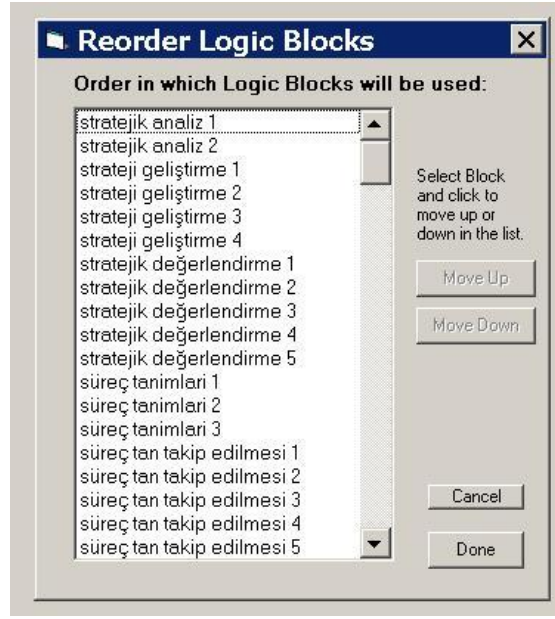 Reorder Logic Blocks
Order in which Logic Blocks will be used:
stratejik analiz 1
stratejik analiz 2
strateji geliştirme 1
strateji geliştirme 2
strateji geliştirme 3
strateji geliştirme 4
stratejik değerlendirme 1
stratejik değerlendirme 2
stratejik değerlendirme 3
stratejik değerlendirme 4
stratejik değerlendirme 5
süreç tanimlari 1
süreç tanimlari 2
süreç tanimlari 3
süreç tan takip edilmesi 1
süreç tan takip edilmesi 2
süreç tan takip edilmesi 3
süreç tan takip edilmesi 4
süreç tan takip edilmesi 5
Select Block
and click to
move up or
down in the list.
Move Up
Move Down
Cancel
Done